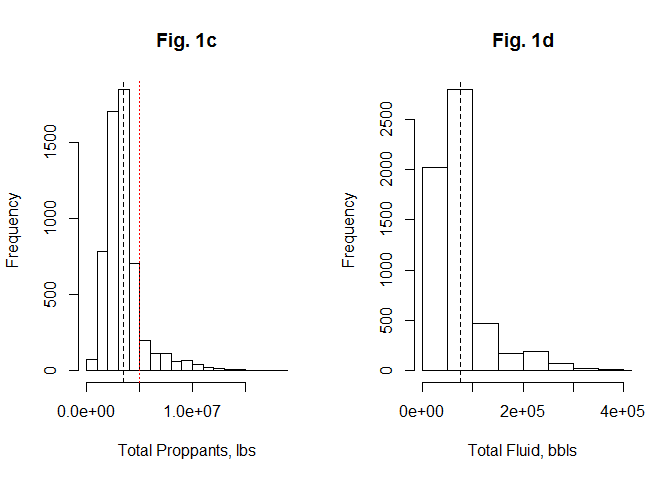 Fig. 1c
Frequency
0
500
1000
1500
0.0e+00
1.0e+07
Total Proppants, lbs
Fig. 1d
Frequency
0
500
1000
1500
2000
2500
0e+00
2e+05
4e+05
Total Fluid, bbls